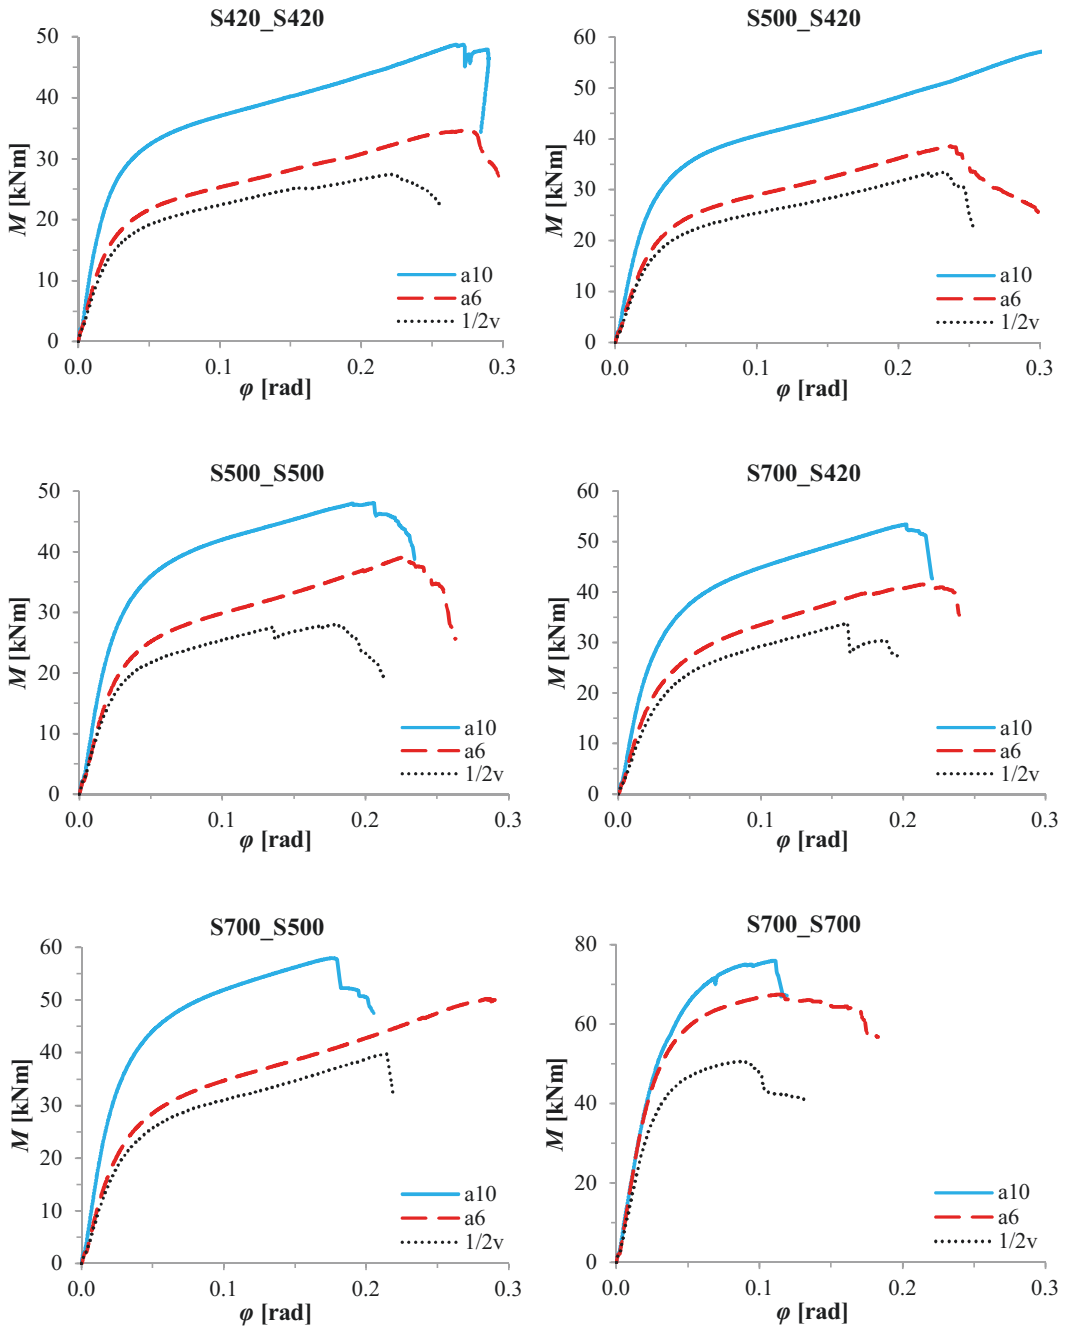 S420_S420
50
40
30
20
10
0
M [kNm]
0.0 0.1 0.2 0.3
φ [rad]
a10
a6
1/2v
S500_S420
60
50
40
30
20
10
0
M [kNm]
0.0 0.1 0.2 0.3
φ [rad]
a10
a6
1/2v
S500_S500
50
40
30
20
10
0
M [kNm]
0.0 0.1 0.2 0.3
φ [rad]
a10
a6
1/2v
S700_S420
60
50
40
30
20
10
0
M [kNm]
0.0 0.1 0.2 0.3
φ [rad]
a10
a6
1/2v
S700_S500
60
50
40
30
20
10
0
M [kNm]
0.0 0.1 0.2 0.3
φ [rad]
a10
a6
1/2v
S700_S700
80
60
40
20
0
M [kNm]
0.0 0.1 0.2 0.3
φ [rad]
a10
a6
1/2v